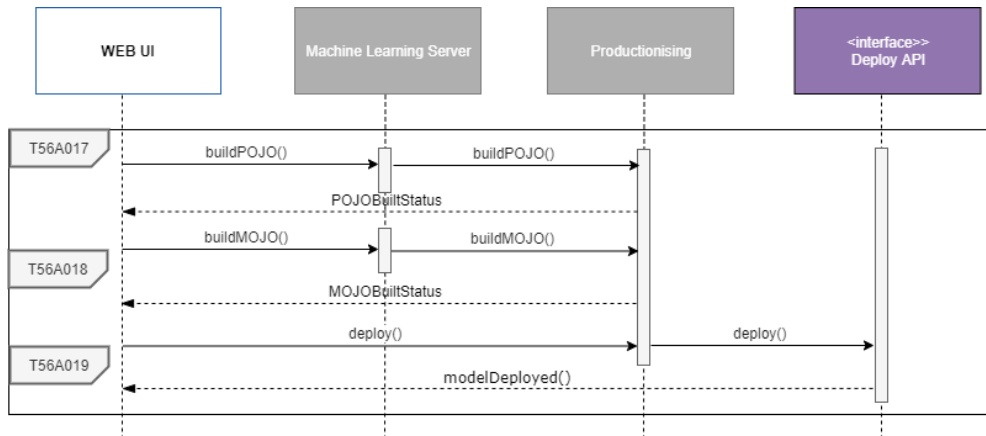 WEB UI
Machine Learning Server
Productionising
<interface>>
Deploy API
T56A017
buildPOJO()
buildPOJO()
POJOBuiltStatus
buildMOJO()
buildMOJO()
T56A018
MOJOBuiltStatus
deploy()
deploy()
T56A019
modelDeployed()